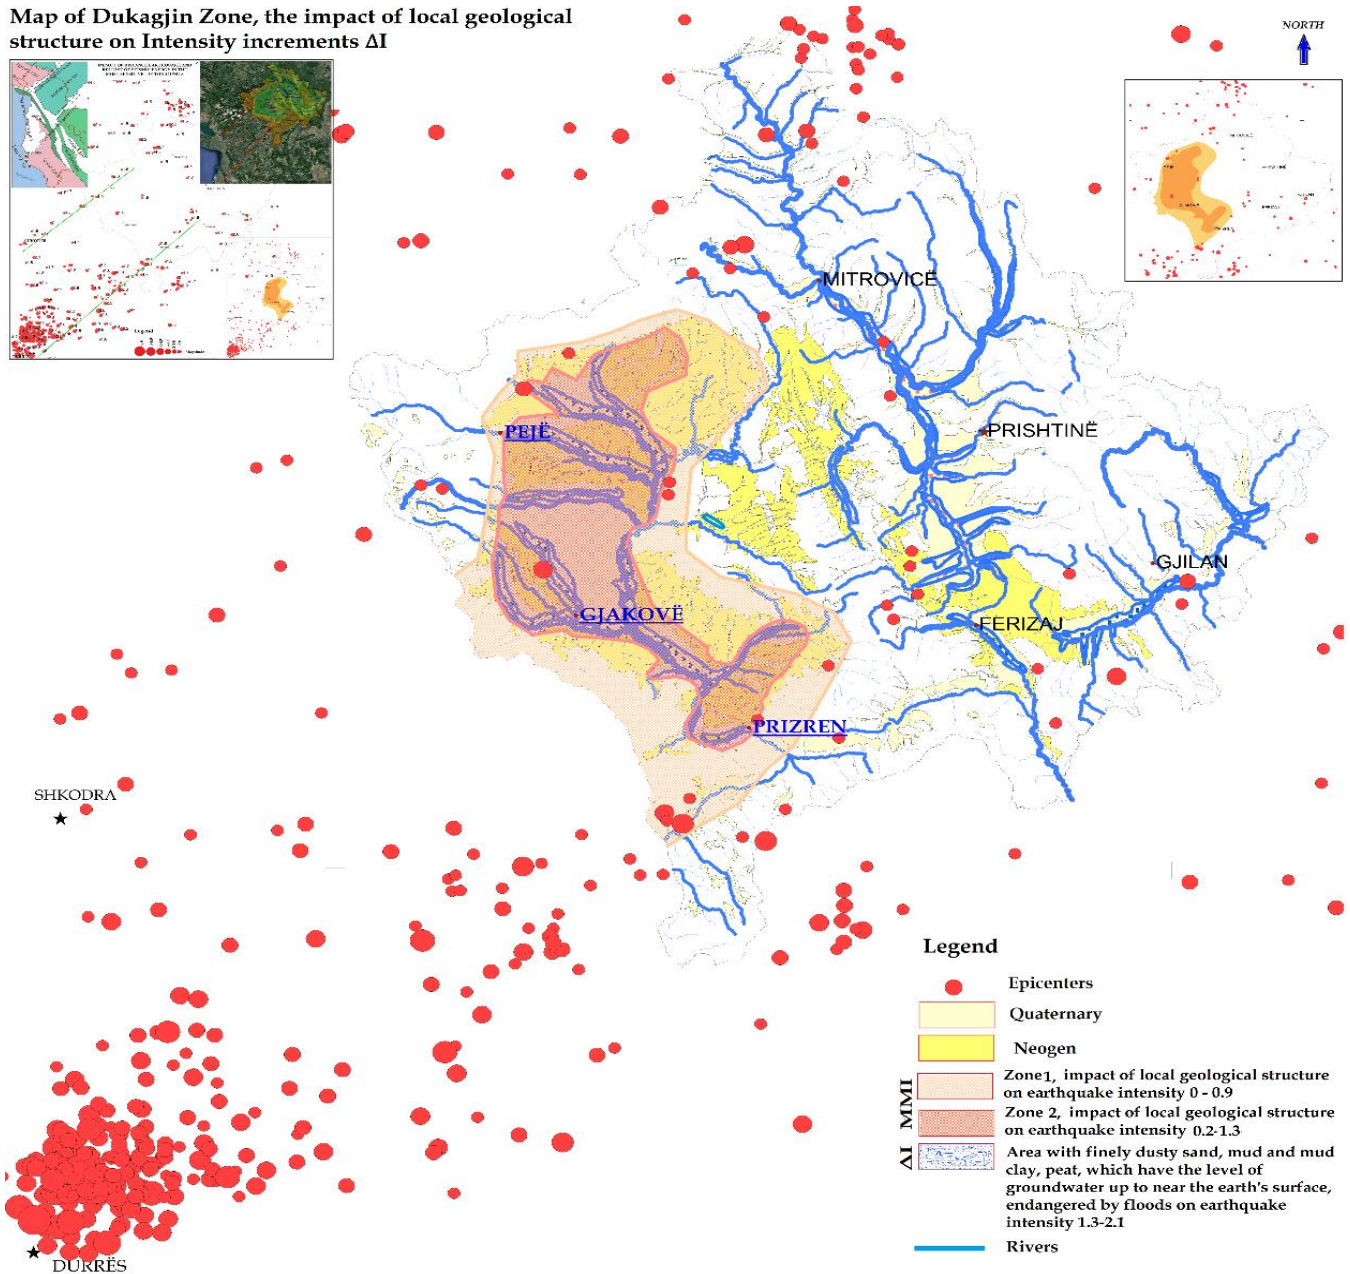 Map of Dukagjin Zone, the impact of local geological
structure on Intensity increments ΔI
NORTH
MITROVICË
PRISHTINË
PEJË
GJILAN
GJAKOVË
FERIZAJ
PRIZREN
SHKODRA
DURRËS
Legend
Magnitude
Legend
Epicenters
Quaternary
Neogen
ΔI MMI
Zone1, impact of local geological structure
on earthquake intensity 0 - 0.9
Zone 2, impact of local geological structure
on earthquake intensity 0.2-1.3
Area with finely dusty sand, mud and mud
clay, peat, which have the level of
groundwater up to near the earth's surface,
endangered by floods on earthquake
intensity 1.3-2.1
Rivers